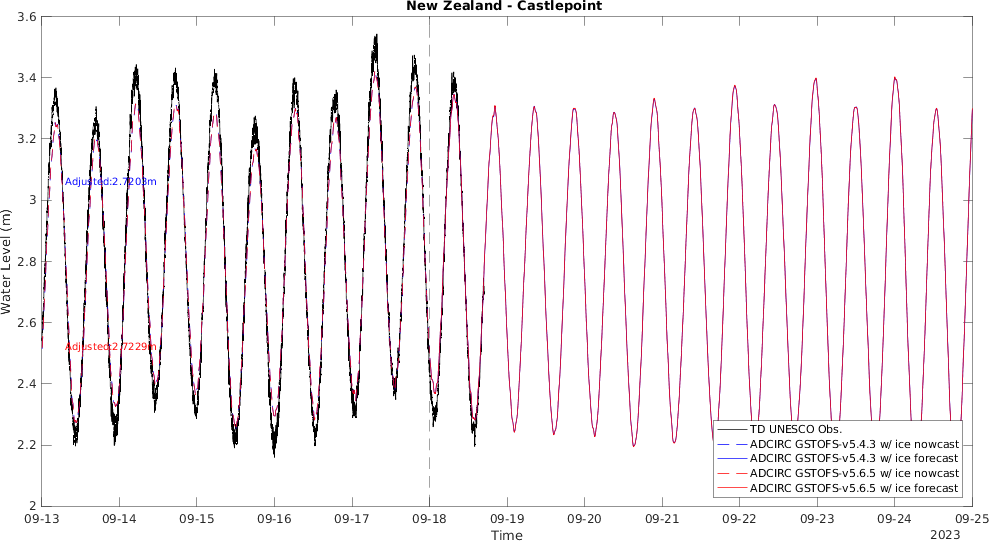 New Zealand - Castlepoint
Water Level (m)
3.6
3.4
3.2
3
2.8
2.6
2.4
2.2
2
Adjusted:2.7203m
Adjusted:2.7229m
TD UNESCO Obs.
ADCIRC GSTOFS-v5.4.3 w/ ice nowcast
ADCIRC GSTOFS-v5.4.3 w/ ice forecast
ADCIRC GSTOFS-v5.6.5 w/ ice nowcast
ADCIRC GSTOFS-v5.6.5 w/ ice forecast
09-13 09-14 09-15 09-16 09-17 09-18 09-19 09-20 09-21 09-22 09-23 09-24 09-25
Time
2023